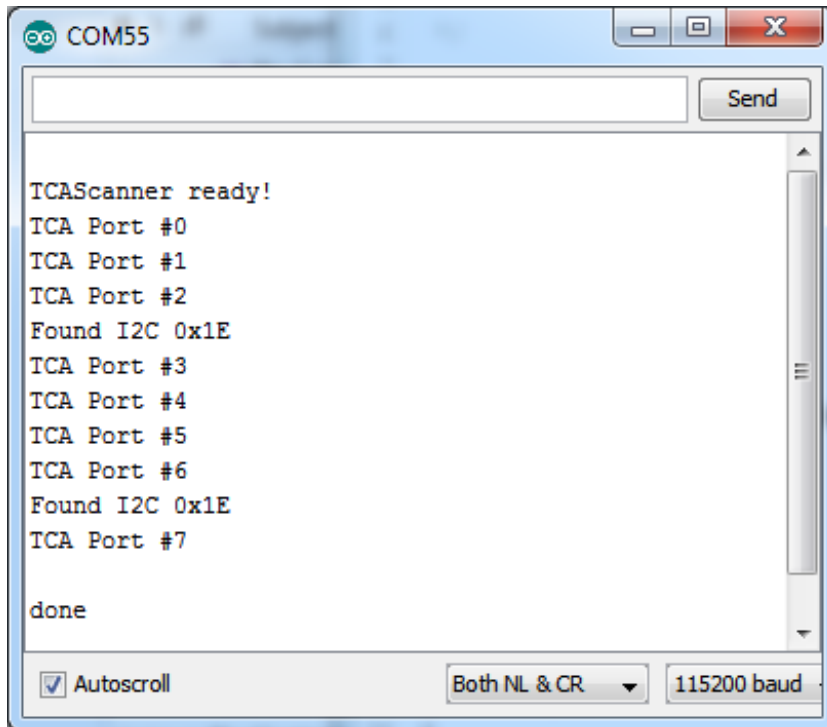 COM55
Send
TCAScanner ready!
TCA Port #0
TCA Port #1
TCA Port #2
Found I2C 0x1E
TCA Port #3
TCA Port #4
TCA Port #5
TCA Port #6
Found I2C 0x1E
TCA Port #7
done
Autoscroll
Both NL & CR
115200 baud